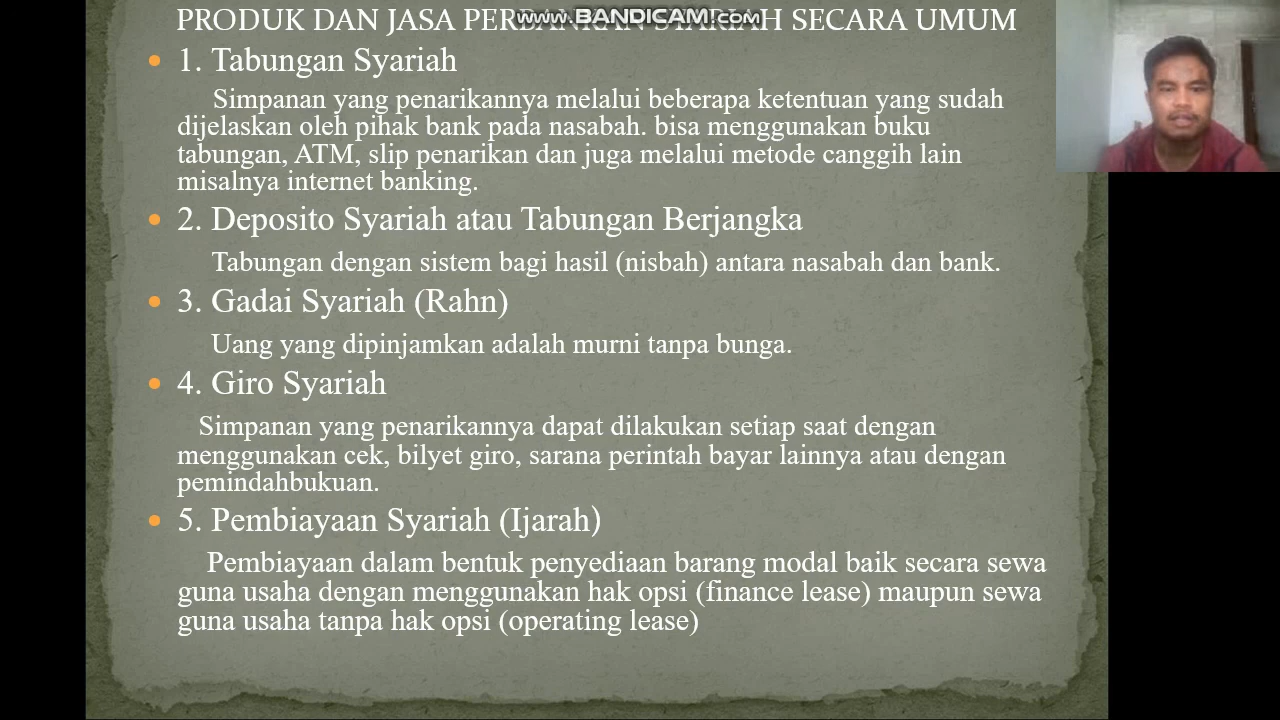 PRODUK DAN JASA PERBANKAN SYARIAH SECARA UMUM
www.BANDICAM.com
• 1. Tabungan Syariah
Simpanan yang penarikannya melalui beberapa ketentuan yang sudah
dijelaskan oleh pihak bank pada nasabah. bisa menggunakan buku
tabungan, ATM, slip penarikan dan juga melalui metode canggih lain
misalnya internet banking.
• 2. Deposito Syariah atau Tabungan Berjangka
Tabungan dengan sistem bagi hasil (nisbah) antara nasabah dan bank.
• 3. Gadai Syariah (Rahn)
Uang yang dipinjamkan adalah murni tanpa bunga.
• 4. Giro Syariah
Simpanan yang penarikannya dapat dilakukan setiap saat dengan
menggunakan cek, bilyet giro, sarana perintah bayar lainnya atau dengan
pemindahbukuan.
• 5. Pembiayaan Syariah (Ijarah)
Pembiayaan dalam bentuk penyediaan barang modal baik secara sewa
guna usaha dengan menggunakan hak opsi (finance lease) maupun sewa
guna usaha tanpa hak opsi (operating lease)